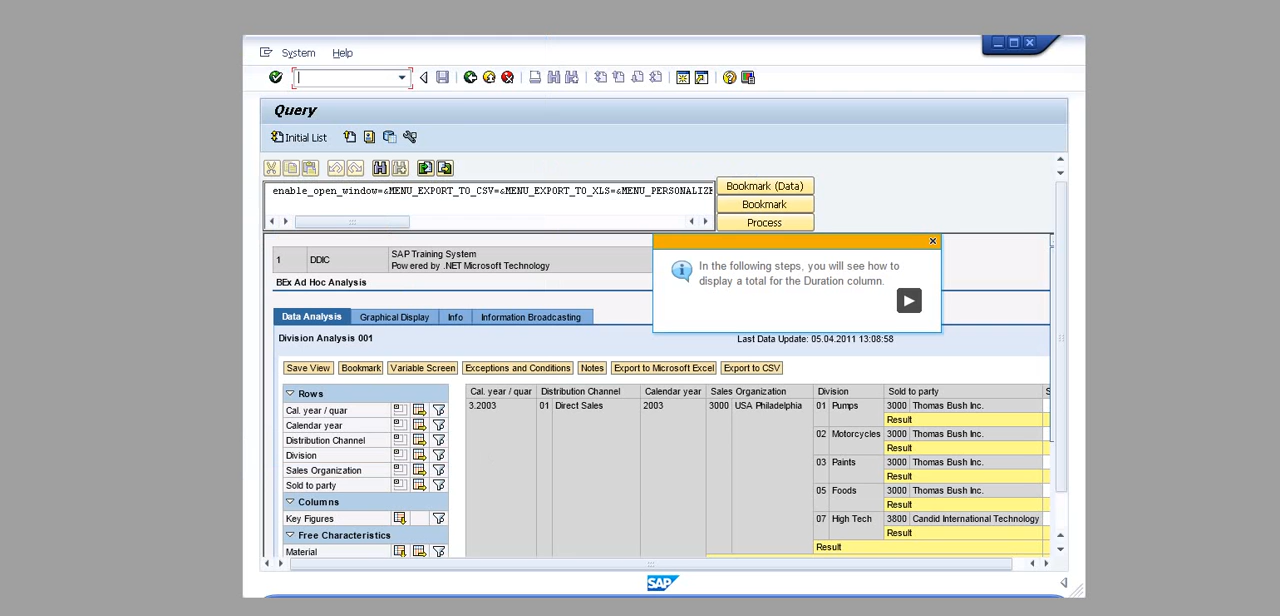 System Help
Query
Initial List
enable_open_window=&MENU_EXPORT_TO_CSV=&MENU_EXPORT_TO_XLS=&MENU_PERSONALIZE
Bookmark (Data)
Bookmark
Process
1 DDIC SAP Training System
Powered by .NET Microsoft Technology
In the following steps, you will see how to
display a total for the Duration column.
BEx Ad Hoc Analysis
Data Analysis Graphical Display Info Information Broadcasting
Division Analysis 001 Last Data Update: 05.04.2011 13:08:58
Save View Bookmark Variable Screen Exceptions and Conditions Notes Export to Microsoft Excel Export to CSV
Rows
Cal. year / quar
Calendar year
Distribution Channel
Division
Sales Organization
Sold to party
Columns
Key Figures
Free Characteristics
Material
Cal. year / quar Distribution Channel Calendar year Sales Organization Division Sold to party S
3.2003 01 Direct Sales 2003 3000 USA Philadelphia 01 Pumps 3000 Thomas Bush Inc.
Result
02 Motorcycles 3000 Thomas Bush Inc.
Result
03 Paints 3000 Thomas Bush Inc.
Result
05 Foods 3000 Thomas Bush Inc.
Result
07 High Tech 3800 Candid International Technology
Result
Result
SAP